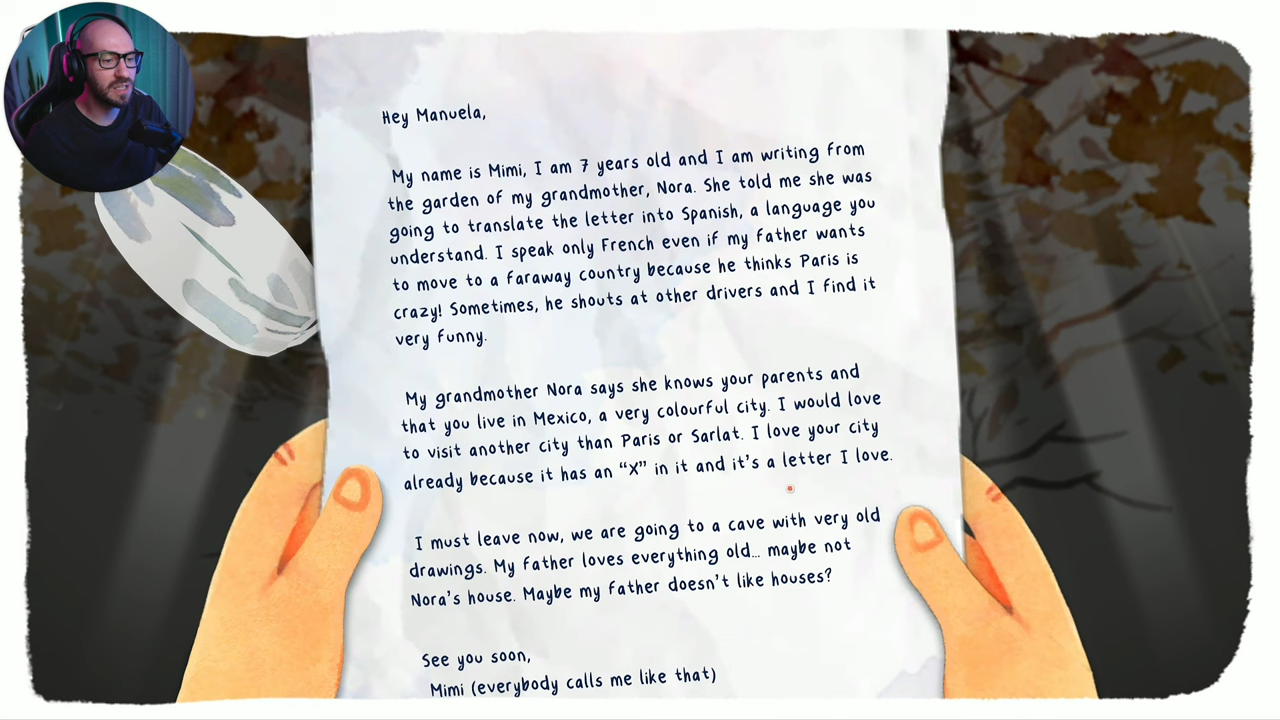 Hey Manuela,
My name is Mimi, I am 7 years old and I am writing from
the garden of my grandmother, Nora. She told me she was
going to translate the letter into Spanish, a language you
understand. I speak only French even if my father wants
to move to a faraway country because he thinks Paris is
crazy! Sometimes, he shouts at other drivers and I find it
very funny.
My grandmother Nora says she knows your parents and
that you live in Mexico, a very colourful city. I would love
to visit another city than Paris or Sarlat. I love your city
already because it has an “X” in it and it's a letter I love.
I must leave now, we are going to a cave with very old
drawings. My father loves everything old... maybe not
Nora's house. Maybe my father doesn't like houses?
See you soon,
Mimi (everybody calls me like that)